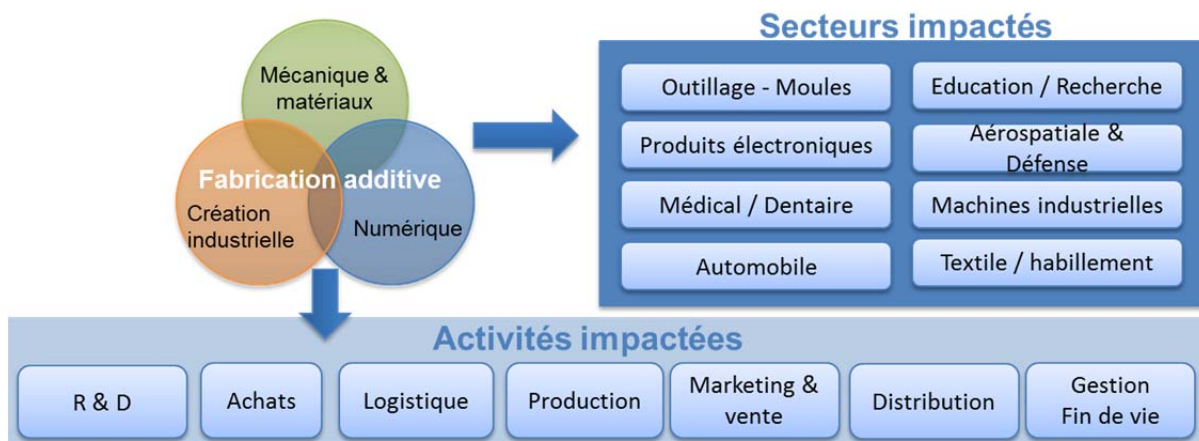 Mécanique &
matériaux
Fabrication additive
Création
industrielle
Numérique
Secteurs impactés
Outillage - Moules
Education / Recherche
Produits électroniques
Aérospatiale &
Défense
Médical / Dentaire
Machines industrielles
Automobile
Textile / habillement
Activités impactées
R & D
Achats
Logistique
Production
Marketing &
vente
Distribution
Gestion
Fin de vie